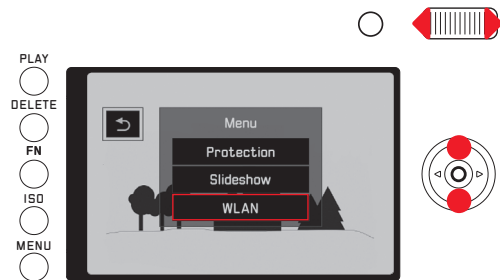 PLAY
DELETE
FN
ISO
MENU
Menu
Protection
Slideshow
WLAN